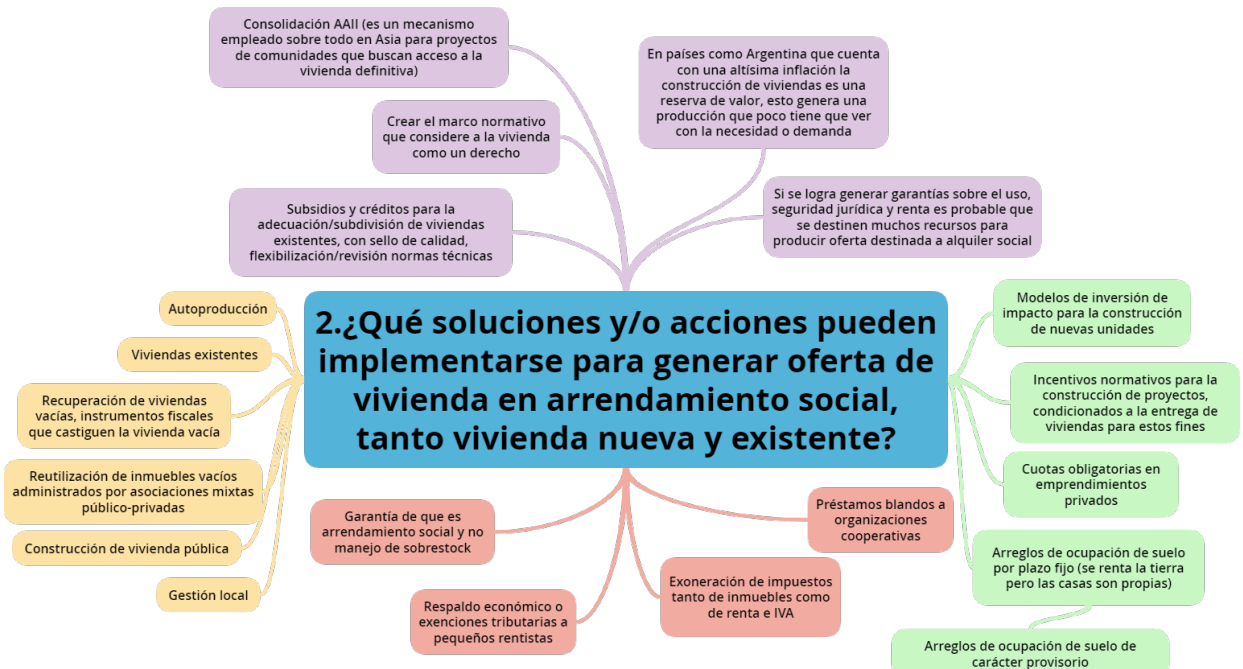 Consolidación AAII (es un mecanismo
empleado sobre todo en Asia para proyectos
de comunidades que buscan acceso a la
vivienda definitiva)
En países como Argentina que cuenta
con una altísima inflación la
construcción de viviendas es una
reserva de valor, esto genera una
producción que poco tiene que ver
con la necesidad o demanda
Crear el marco normativo
que considere a la vivienda
como un derecho
Si se logra generar garantías sobre el uso,
seguridad jurídica y renta es probable que
se destinen muchos recursos para
producir oferta destinada a alquiler social
Subsidios y créditos para la
adecuación/subdivisión de viviendas
existentes, con sello de calidad,
flexibilización/revisión normas técnicas
2.¿Qué soluciones y/o acciones pueden
implementarse para generar oferta de
vivienda en arrendamiento social,
tanto vivienda nueva y existente?
Autoproducción
Viviendas existentes
Recuperación de viviendas
vacías, instrumentos fiscales
que castiguen la vivienda vacía
Reutilización de inmuebles vacíos
administrados por asociaciones mixtas
público-privadas
Construcción de vivienda pública
Gestión local
Modelos de inversión de
impacto para la construcción
de nuevas unidades
Incentivos normativos para la
construcción de proyectos,
condicionados a la entrega de
viviendas para estos fines
Cuotas obligatorias en
emprendimientos
privados
Arreglos de ocupación de suelo
por plazo fijo (se renta la tierra
pero las casas son propias)
Arreglos de ocupación de suelo de
carácter provisorio
Garantía de que es
arrendamiento social y no
manejo de sobrestock
Respaldo económico o
exenciones tributarias a
pequeños rentistas
Exoneración de impuestos
tanto de inmuebles como
de renta e IVA
Préstamos blandos a
organizaciones
cooperativas